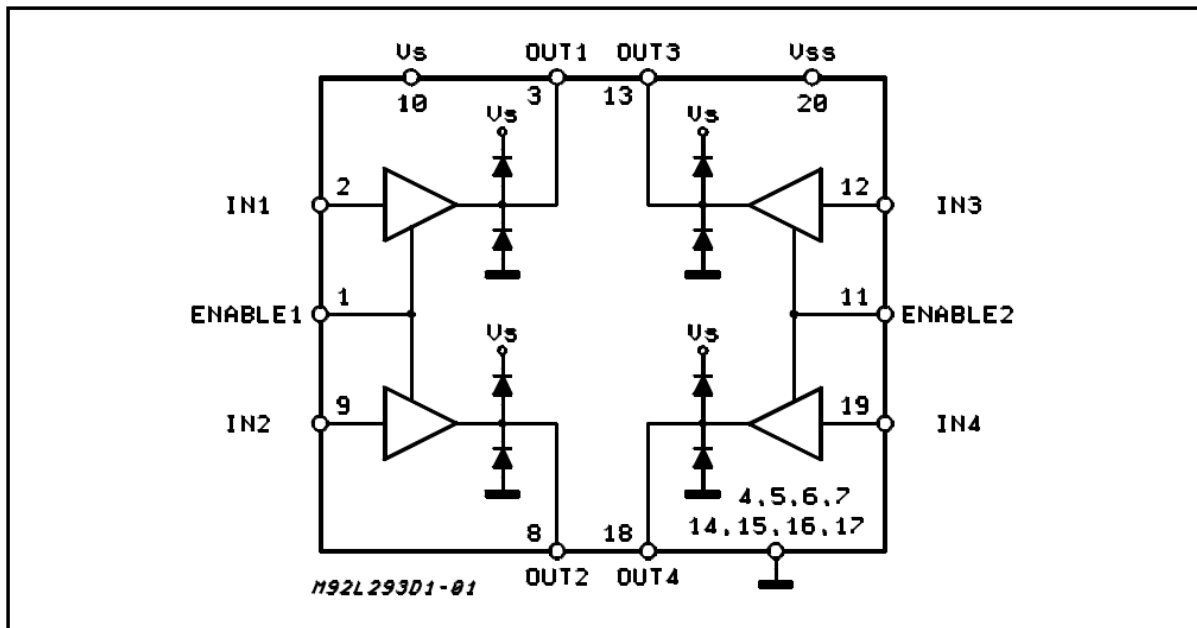 Vs OUT1 OUT3 Vss
10 3 13 20
Vs Vs
2 12
IN1 IN3
1 11
ENABLE1 ENABLE2
Vs Vs
9 19
IN2 IN4
4,5,6,7
8 18 14,15,16,17
OUT2 OUT4
M92L293D1-01